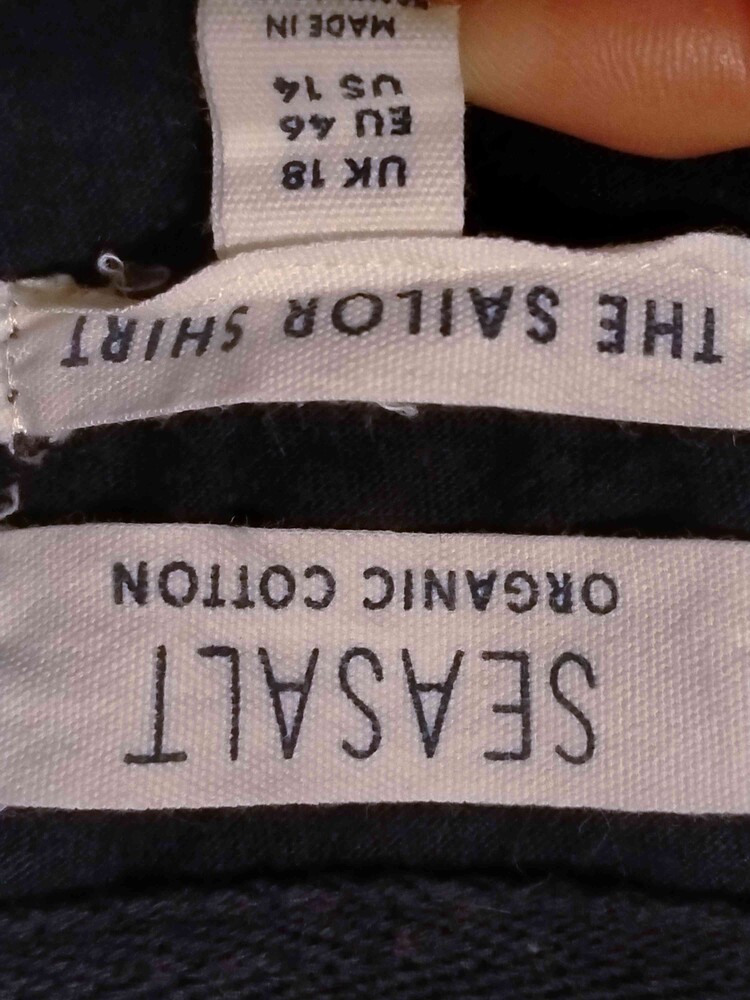 SEASALT
ORGANIC COTTON
THE SAILOR SHIRT
UK 18
EU 46
US 14
MADE IN